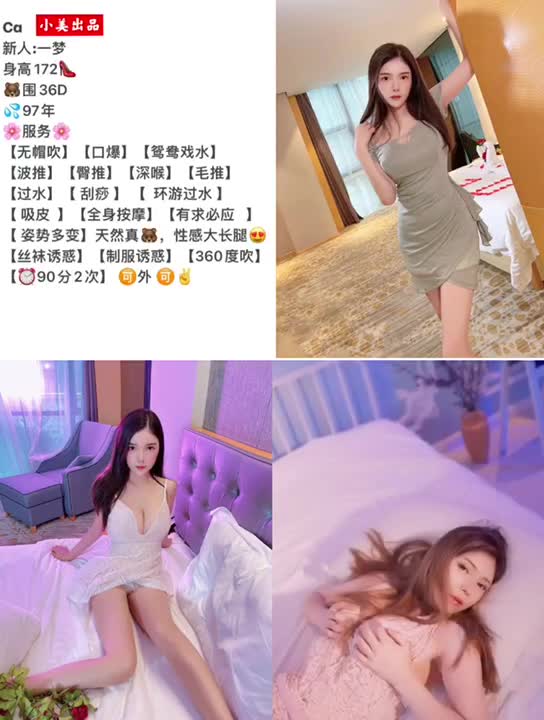 Ca 小美出品
新人:一梦
身高172👠
🐻围36D
💦97年
🌸服务🌸
【无帽吹】【口爆】【鸳鸯戏水】
【波推】【臀推】【深喉】【毛推】
【过水】【 刮痧 】【 环游过水 】
【 吸皮 】【全身按摩】【有求必应 】
【 姿势多变】天然真🐻，性感大长腿😍
【丝袜诱惑】【制服诱惑】【360度吹】
【⏰90分2次】 🉑外 🉑✌️